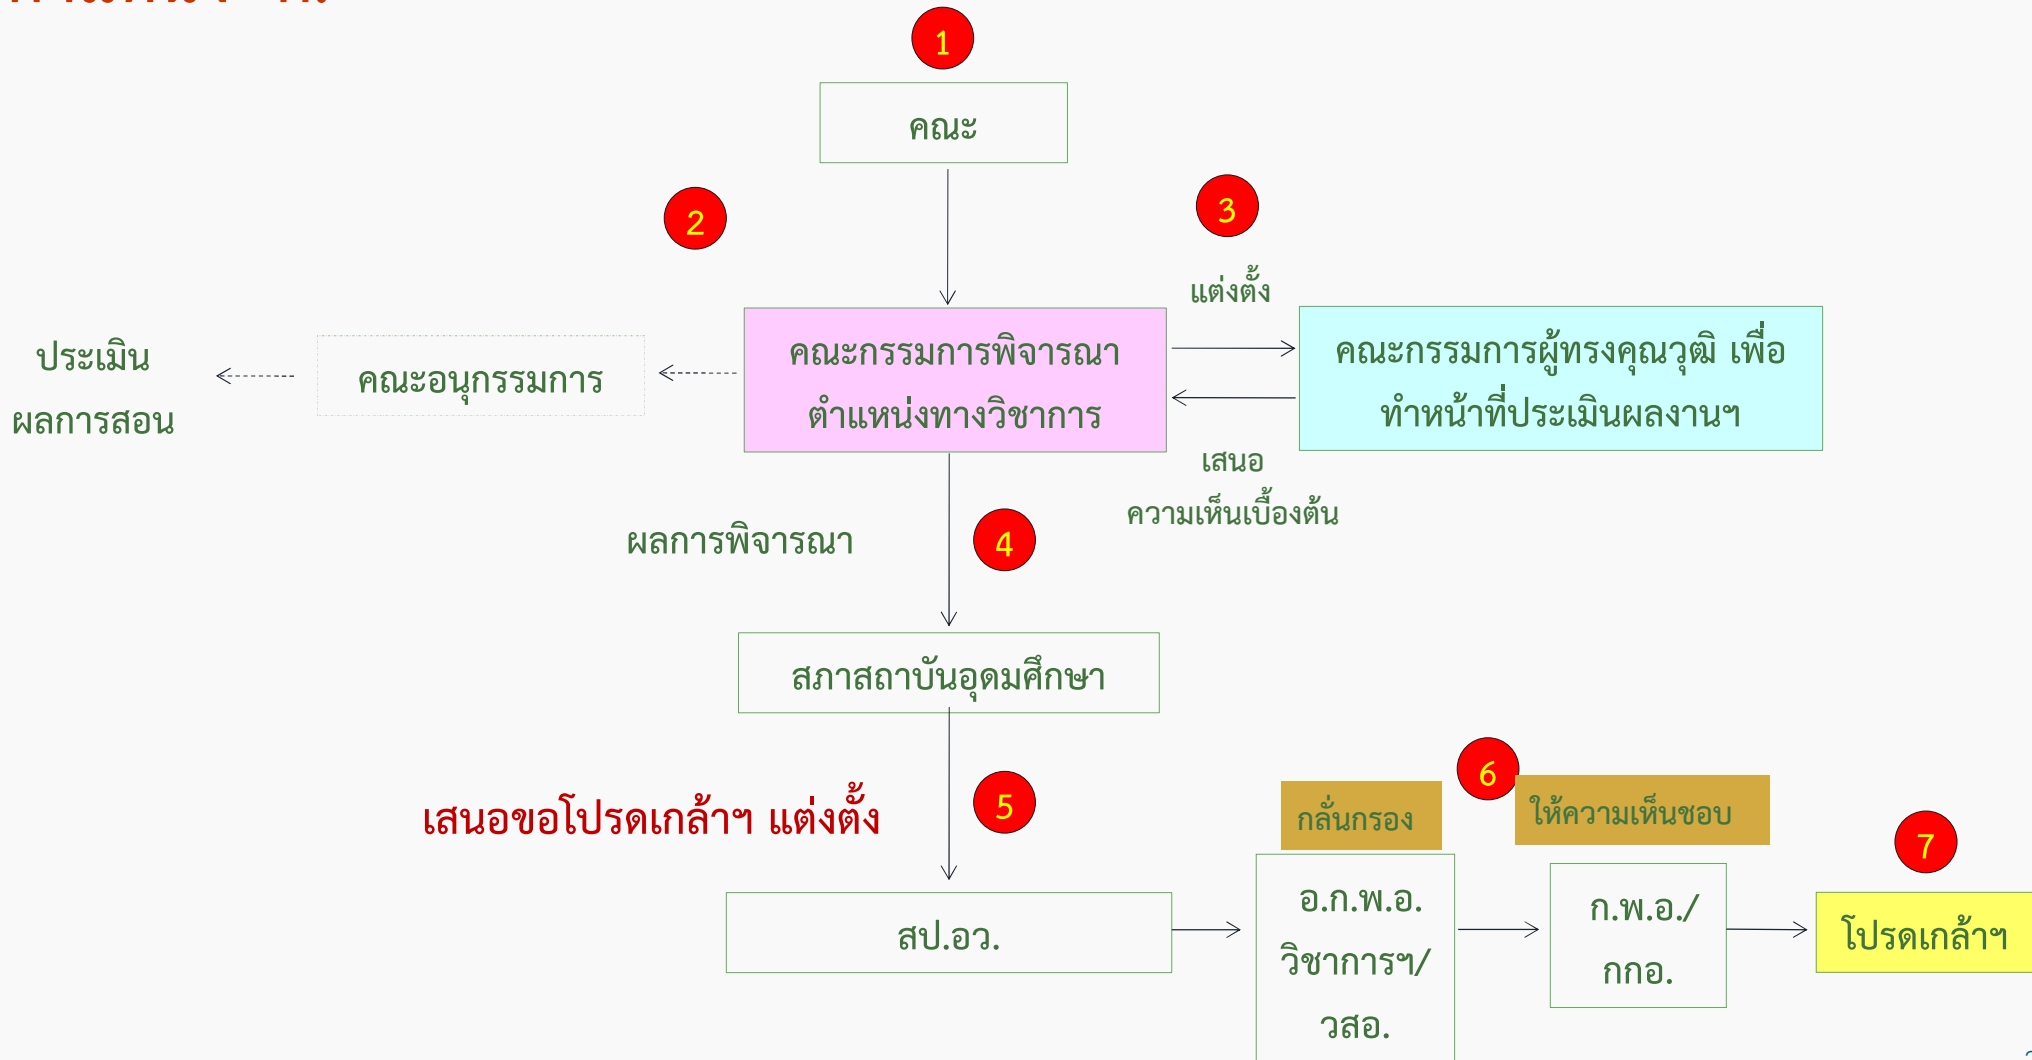 1
คณะ
2
3
แต่งตั้ง
ประเมิน
ผลการสอน
คณะอนุกรรมการ
คณะกรรมการพิจารณา
ตำแหน่งทางวิชาการ
คณะกรรมการผู้ทรงคุณวุฒิ เพื่อ
ทำหน้าที่ประเมินผลงานฯ
เสนอ
ความเห็นเบื้องต้น
ผลการพิจารณา
4
สภาสถาบันอุดมศึกษา
เสนอขอโปรดเกล้าฯ แต่งตั้ง
5
6
กลั่นกรอง
ให้ความเห็นชอบ
7
สป.อว.
อ.ก.พ.อ.
วิชาการฯ/
วสอ.
ก.พ.อ./
กกอ.
โปรดเกล้าฯ